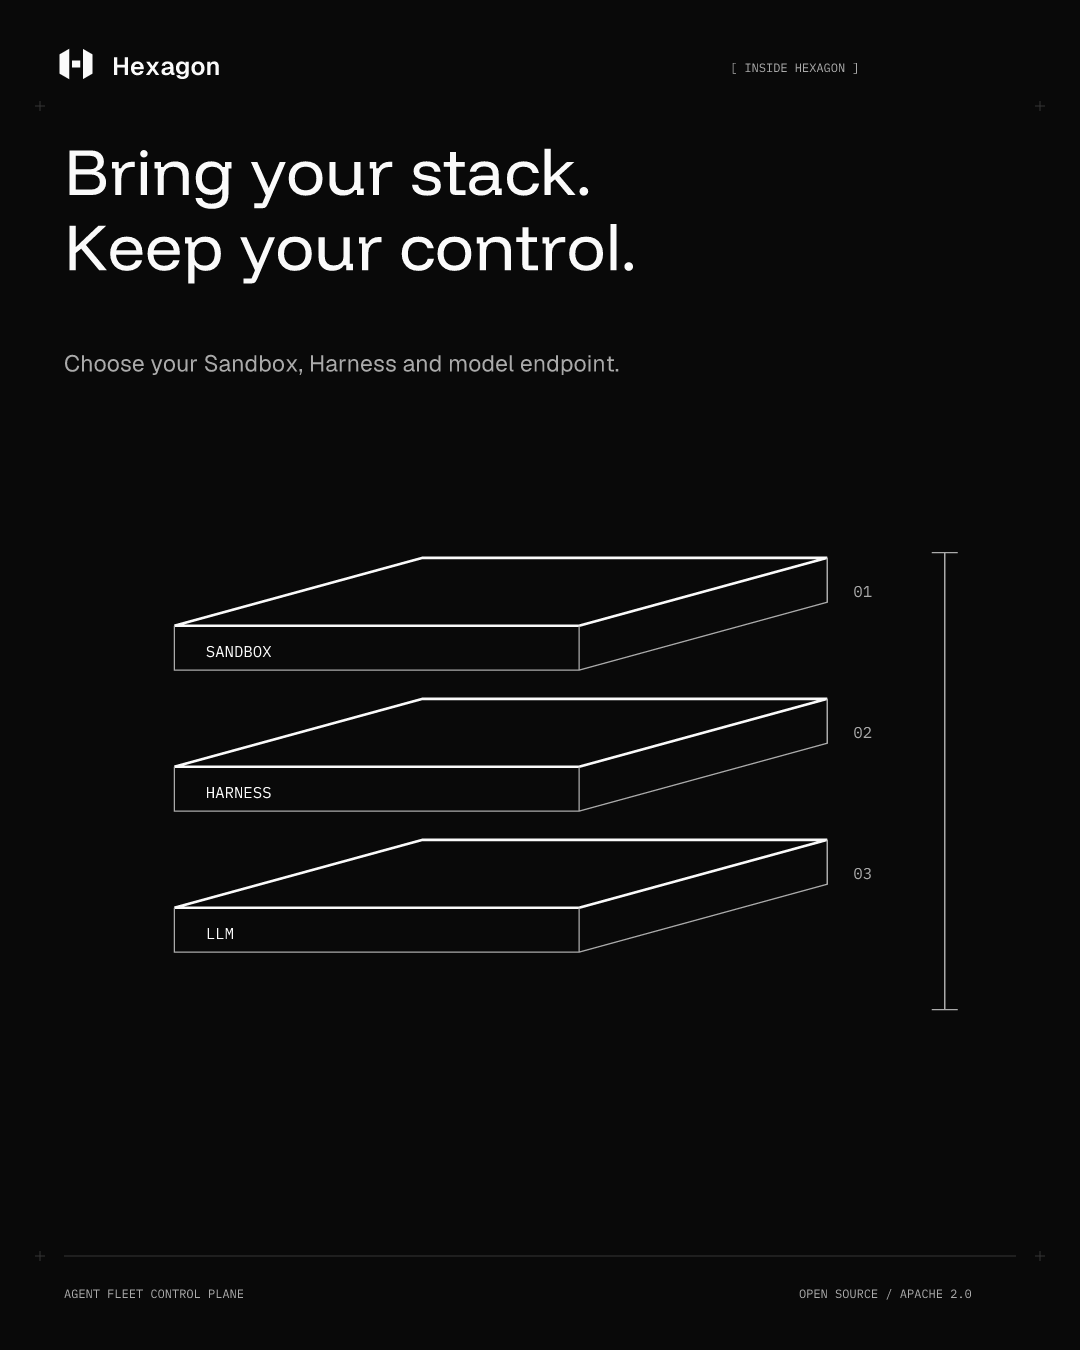 Hexagon
[ INSIDE HEXAGON ]
Bring your stack.
Keep your control.
Choose your Sandbox, Harness and model endpoint.
01
SANDBOX
02
HARNESS
03
LLM
AGENT FLEET CONTROL PLANE
OPEN SOURCE / APACHE 2.0